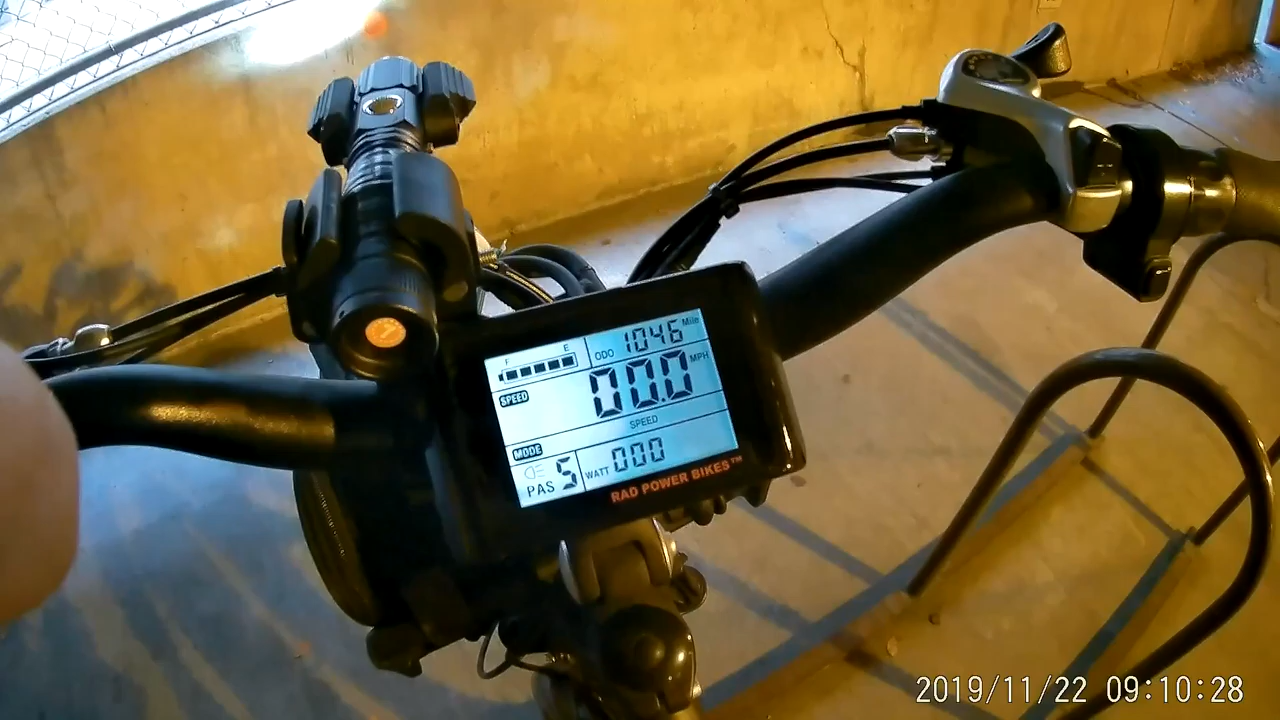 F E
ODO 1046 Mile
SPEED
00.0 MPH
SPEED
MODE
PAS 5 WATT 000
RAD POWER BIKES™
2019/11/22 09:10:28